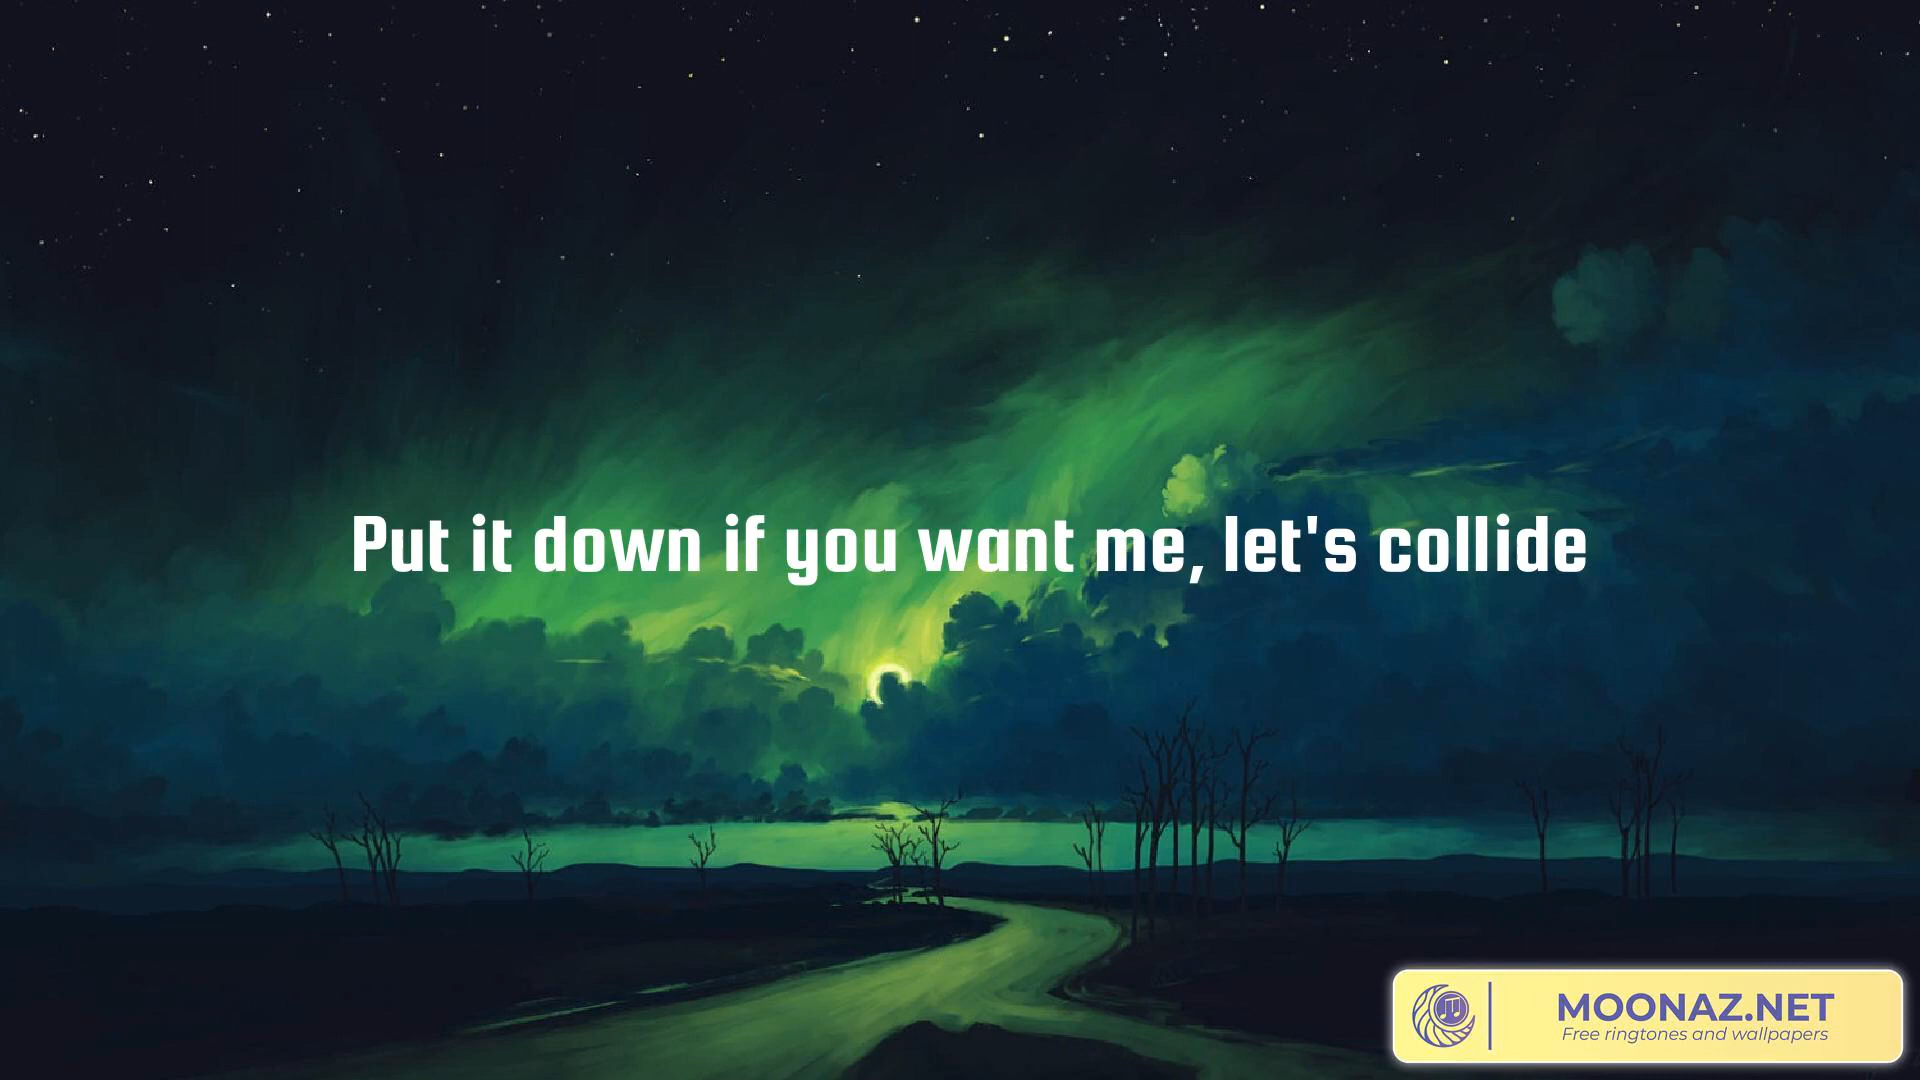 Put it down if you want me, let's collide
MOONAZ.NET
Free ringtones and wallpapers